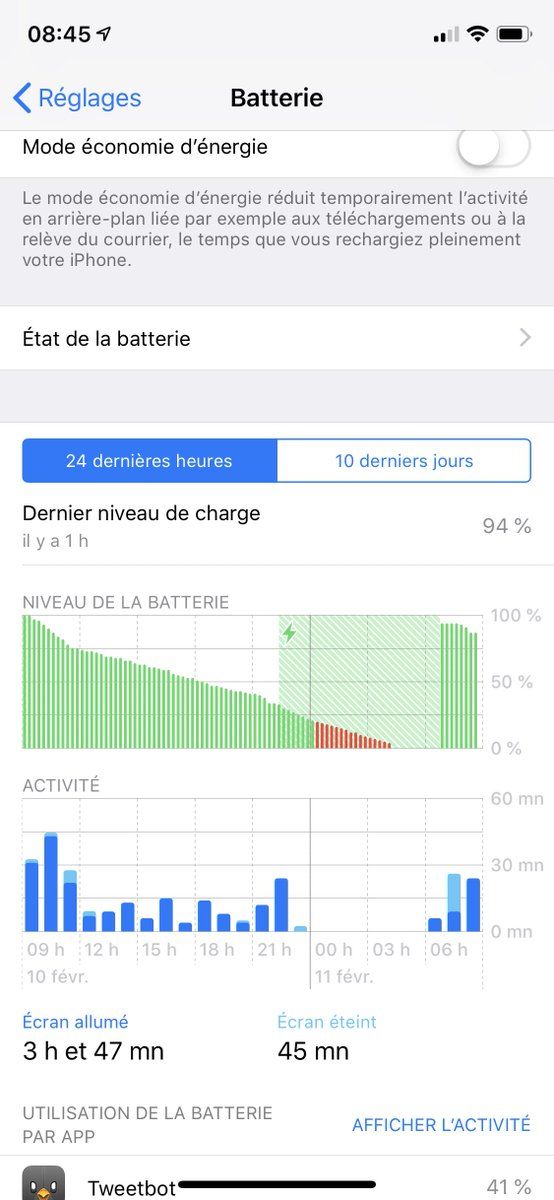 08:45
Réglages
Batterie
Mode économie d’énergie
Le mode économie d’énergie réduit temporairement l’activité
en arrière-plan liée par exemple aux téléchargements ou à la
relève du courrier, le temps que vous rechargiez pleinement
votre iPhone.
État de la batterie
24 dernières heures
10 derniers jours
Dernier niveau de charge
il y a 1 h
94 %
NIVEAU DE LA BATTERIE
100 %
50 %
0 %
ACTIVITÉ
60 mn
30 mn
0 mn
09 h 12 h 15 h 18 h 21 h 00 h 03 h 06 h
10 févr. 11 févr.
Écran allumé
3 h et 47 mn
Écran éteint
45 mn
UTILISATION DE LA BATTERIE
PAR APP
AFFICHER L’ACTIVITÉ
Tweetbot
41 %